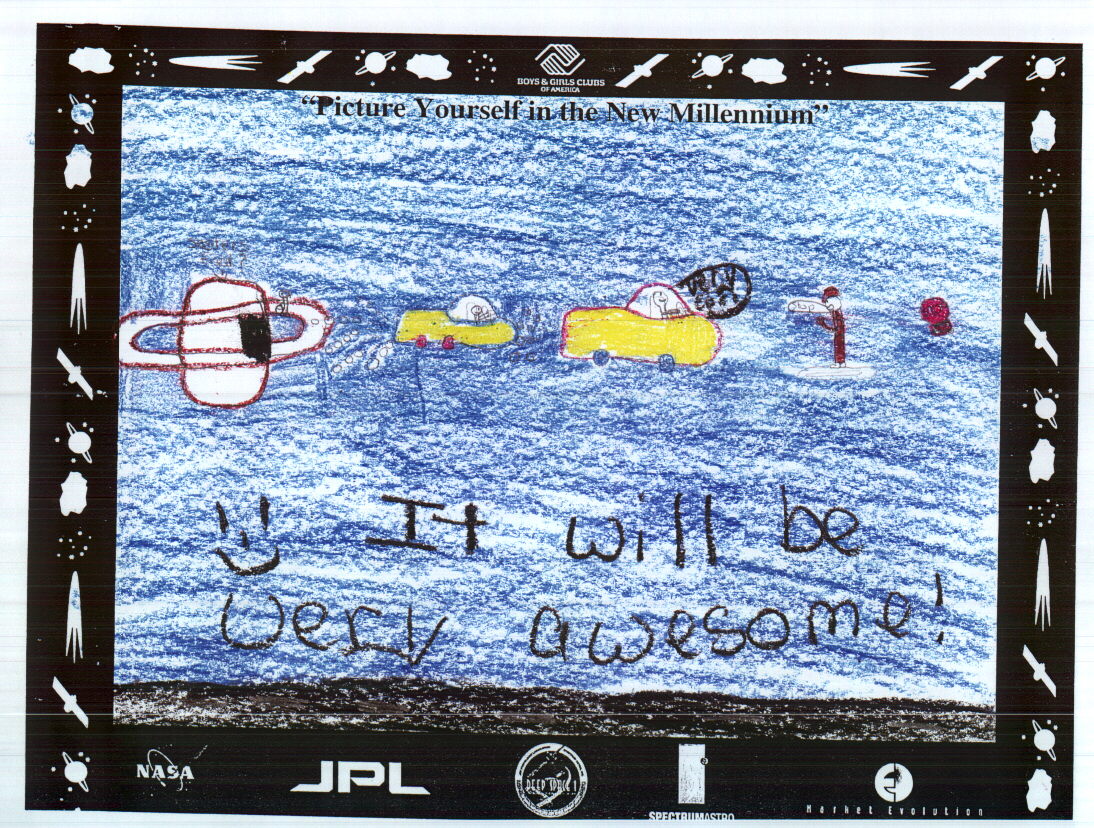 BOYS & GIRLS CLUBS
OF AMERICA
“Picture Yourself in the New Millennium”
Very
It will be
very awesome!
NASA
JPL
DEEP SPACE 1
SPECTRUMASTRO
Market Evolution